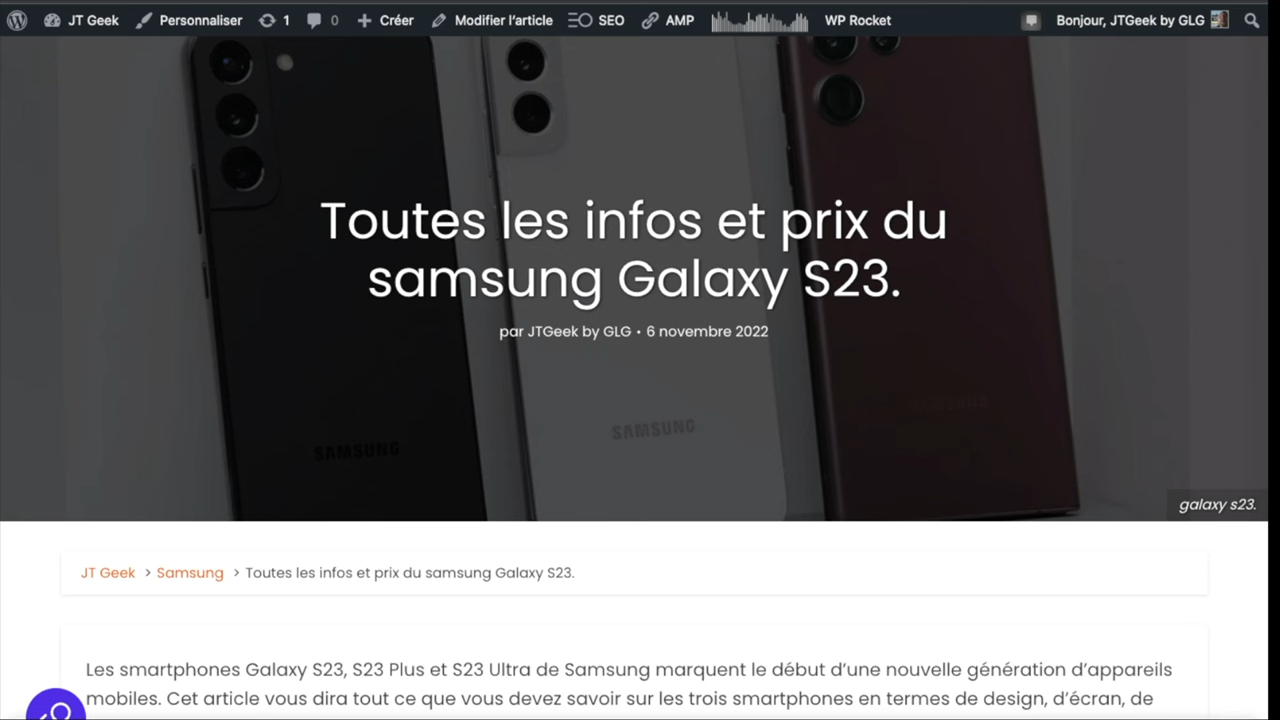 JT Geek Personnaliser 1 0 Créer Modifier l’article SEO AMP WP Rocket Bonjour, JTGeek by GLG
Toutes les infos et prix du
samsung Galaxy S23.
par JTGeek by GLG • 6 novembre 2022
SAMSUNG
SAMSUNG
SAMSUNG
galaxy s23.
JT Geek > Samsung > Toutes les infos et prix du samsung Galaxy S23.
Les smartphones Galaxy S23, S23 Plus et S23 Ultra de Samsung marquent le début d’une nouvelle génération d’appareils
mobiles. Cet article vous dira tout ce que vous devez savoir sur les trois smartphones en termes de design, d’écran, de